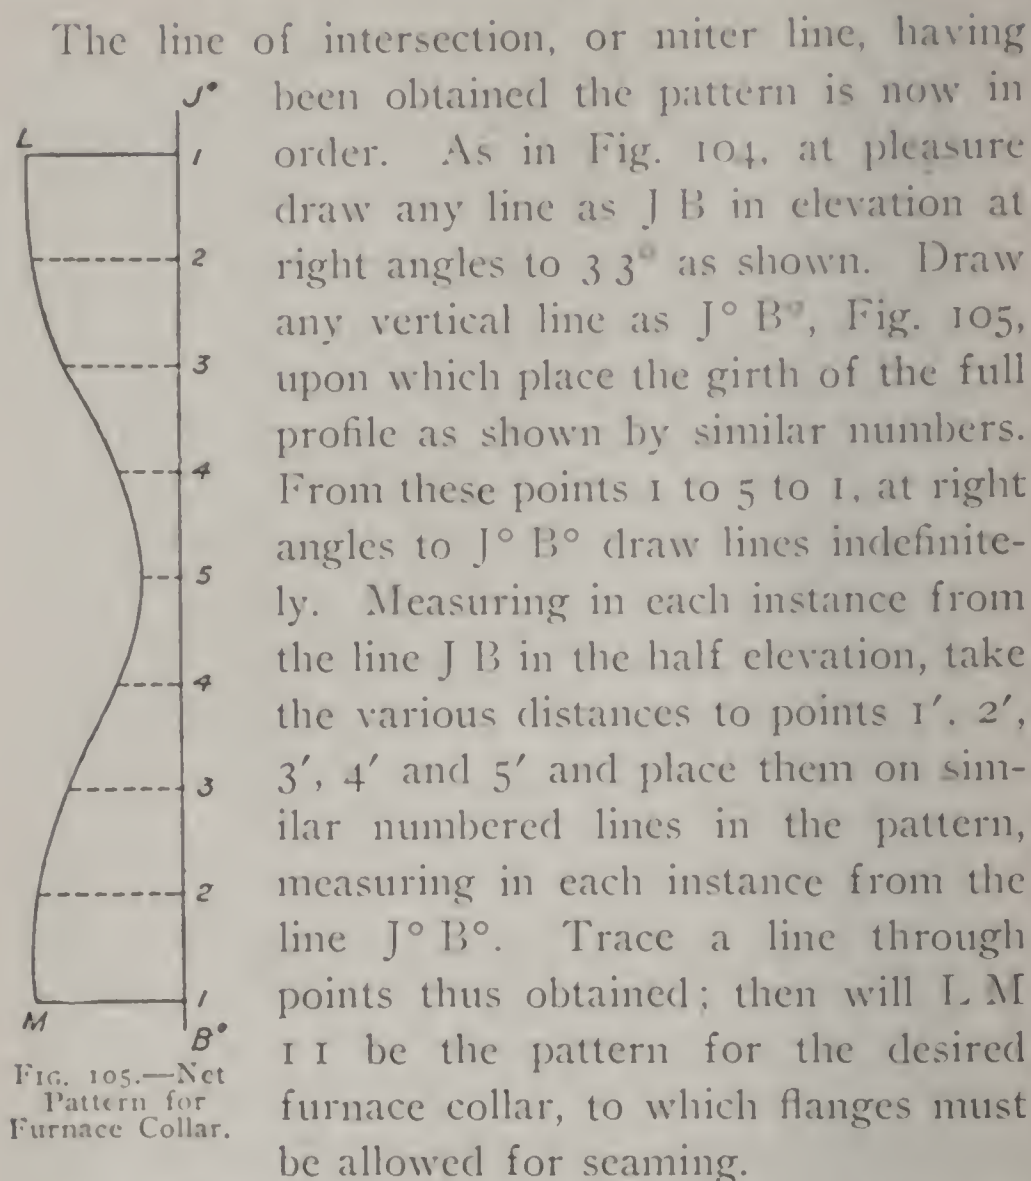 The line of intersection, or miter line, having
been obtained the pattern is now in
order. As in Fig. 104, at pleasure
draw any line as J B in elevation at
right angles to 3 3° as shown. Draw
any vertical line as J° B°, Fig. 105,
upon which place the girth of the full
profile as shown by similar numbers.
From these points 1 to 5 to 1, at right
angles to J° B° draw lines indefinite-
ly. Measuring in each instance from
the line J B in the half elevation, take
the various distances to points 1′, 2′,
3′, 4′ and 5′ and place them on sim-
ilar numbered lines in the pattern,
measuring in each instance from the
line J° B°. Trace a line through
points thus obtained; then will L M
1 1 be the pattern for the desired
furnace collar, to which flanges must
be allowed for seaming.
J°
L
1
2
3
4
5
4
3
2
1
M
B°
FIG. 105.—Net
Pattern for
Furnace Collar.